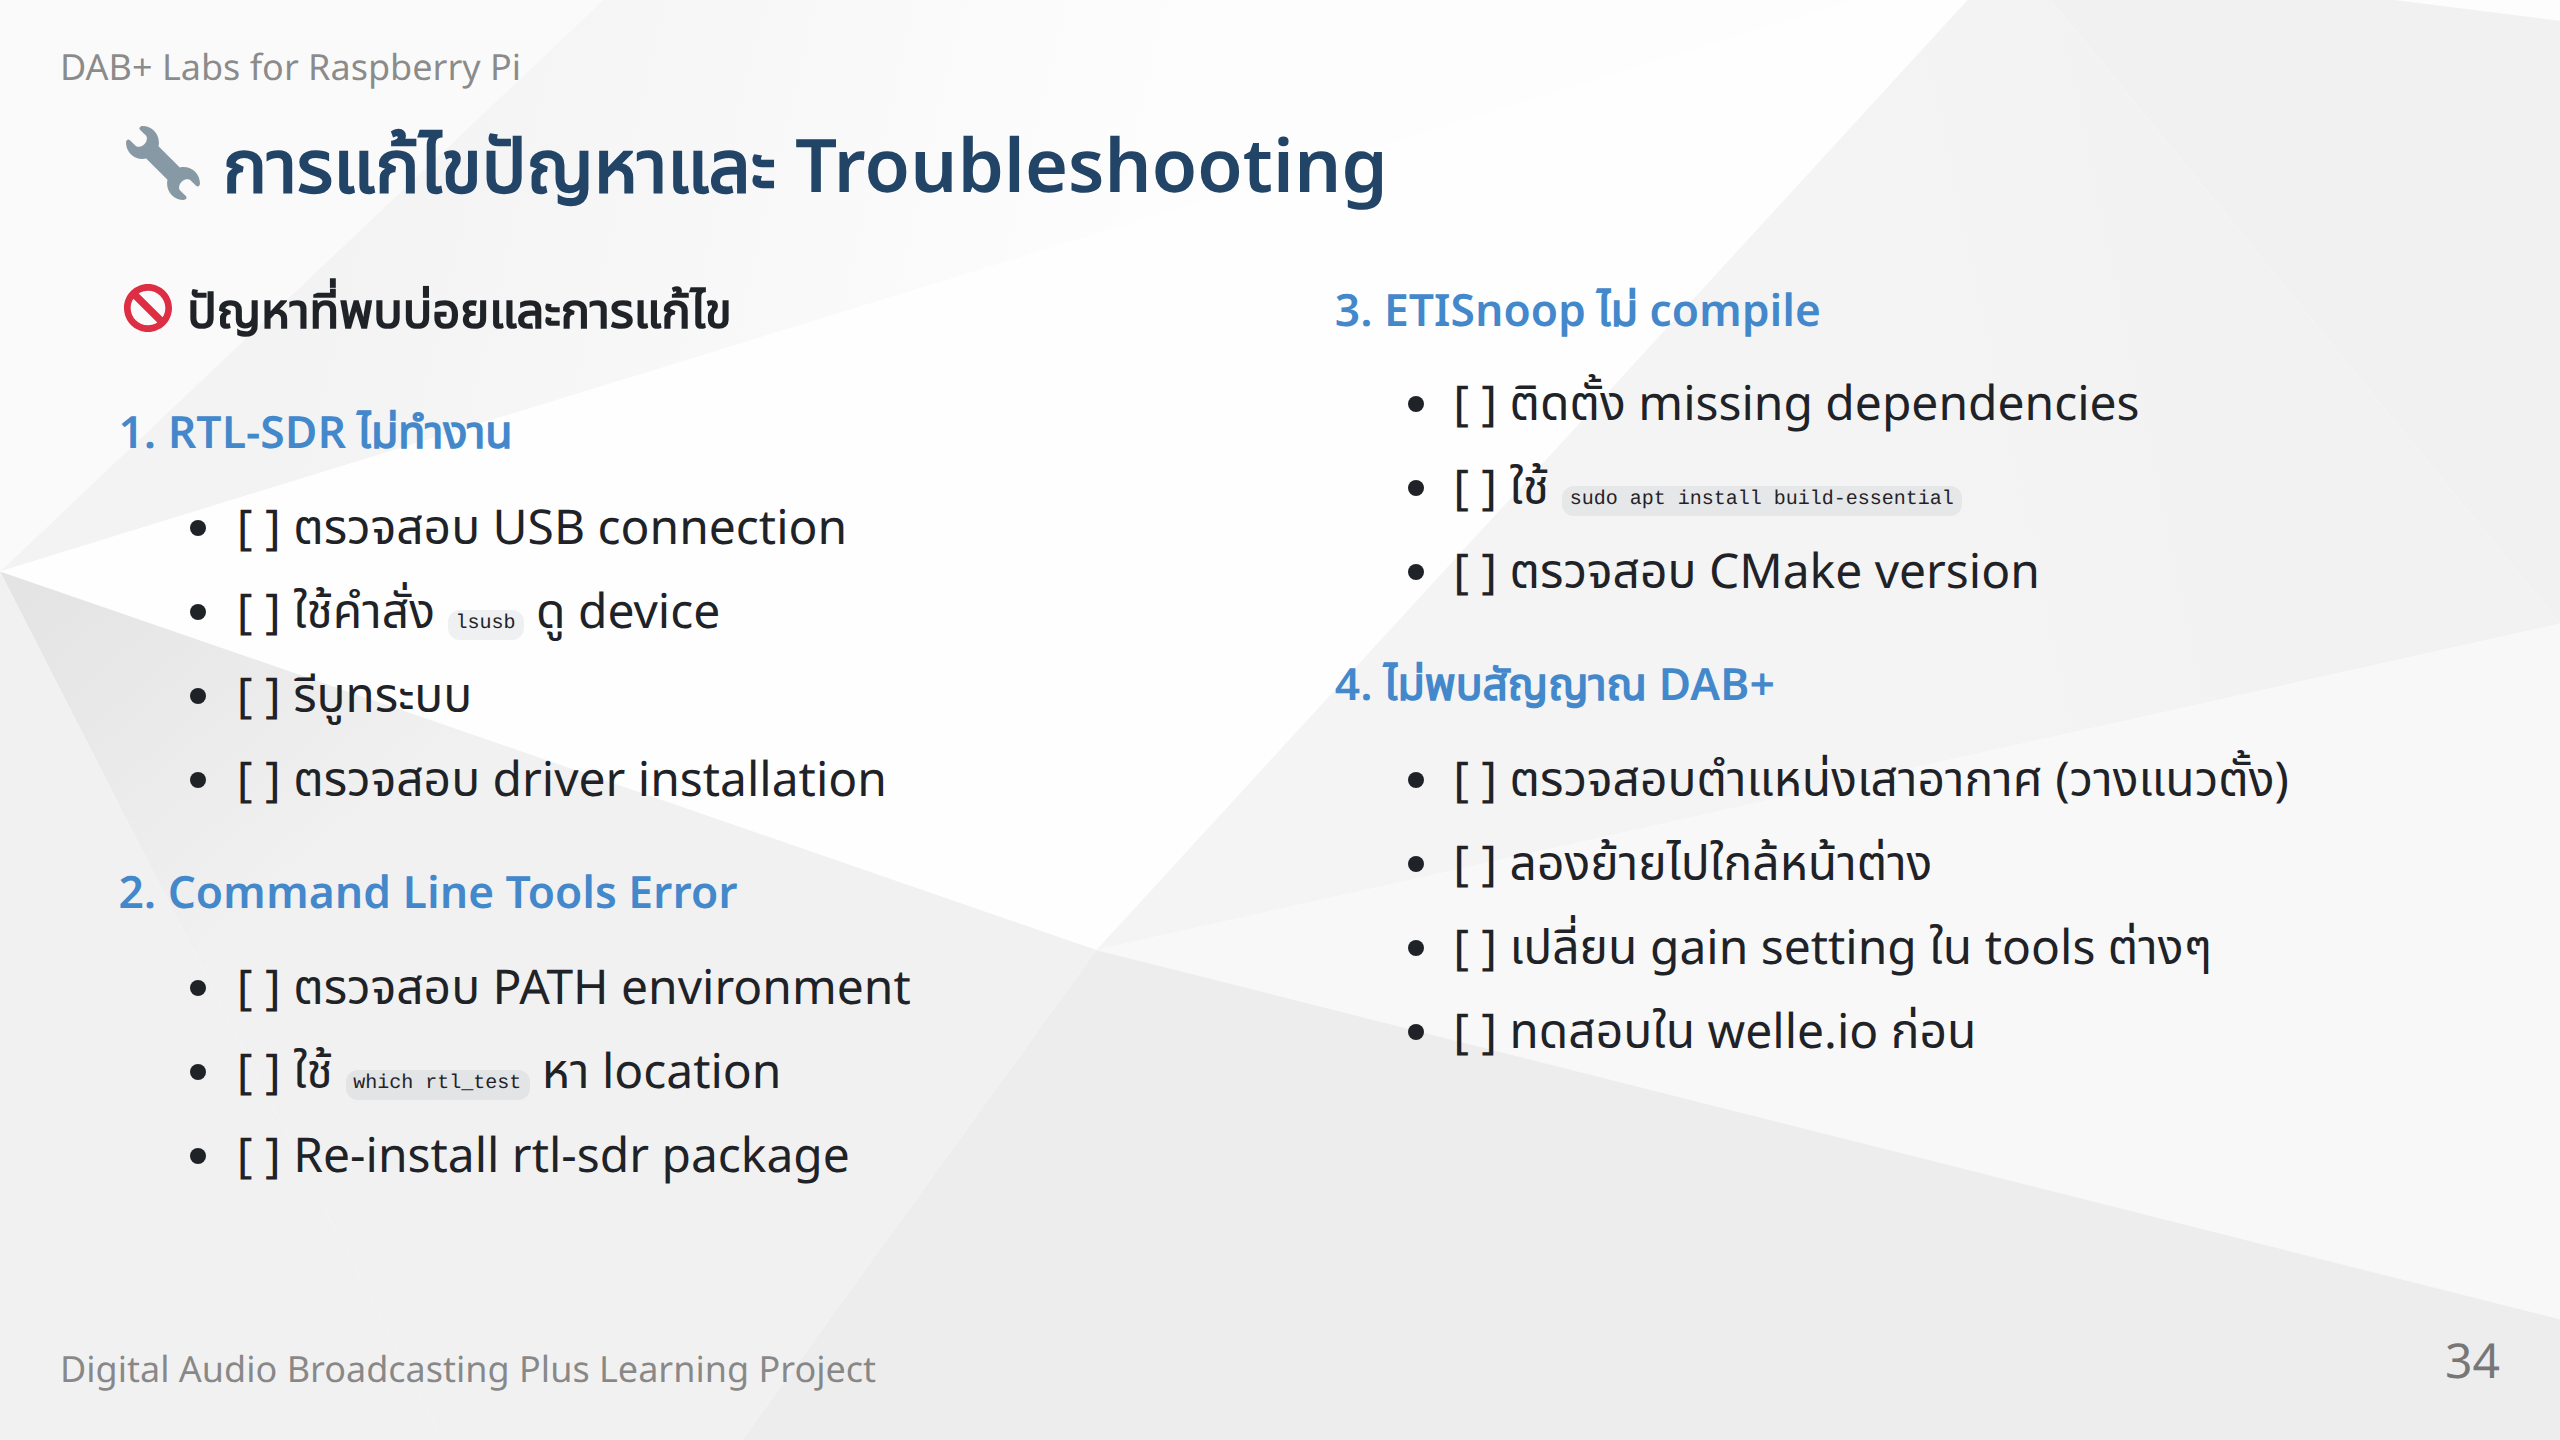 DAB+ Labs for Raspberry Pi
🔧 การแก้ไขปัญหาและ Troubleshooting
🚫 ปัญหาที่พบบ่อยและการแก้ไข
1. RTL-SDR ไม่ทำงาน
• [ ] ตรวจสอบ USB connection
• [ ] ใช้คำสั่ง lsusb ดู device
• [ ] รีบูทระบบ
• [ ] ตรวจสอบ driver installation
2. Command Line Tools Error
• [ ] ตรวจสอบ PATH environment
• [ ] ใช้ which rtl_test หา location
• [ ] Re-install rtl-sdr package
3. ETISnoop ไม่ compile
• [ ] ติดตั้ง missing dependencies
• [ ] ใช้ sudo apt install build-essential
• [ ] ตรวจสอบ CMake version
4. ไม่พบสัญญาณ DAB+
• [ ] ตรวจสอบตำแหน่งเสาอากาศ (วางแนวตั้ง)
• [ ] ลองย้ายไปใกล้หน้าต่าง
• [ ] เปลี่ยน gain setting ใน tools ต่างๆ
• [ ] ทดสอบใน welle.io ก่อน
Digital Audio Broadcasting Plus Learning Project
34